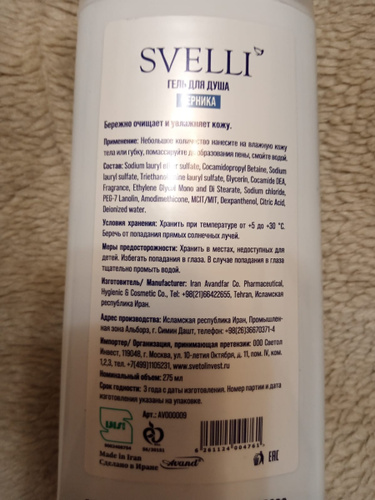 SVELLI
ГЕЛЬ ДЛЯ ДУША
ЧЕРНИКА
Бережно очищает и увлажняет кожу.
Применение: Небольшое количество нанесите на влажную кожу
тела или губку, помассируйте до образования пены, смойте водой.
Состав: Sodium lauryl ether sulfate, Cocamidopropyl Betaine, Sodium
lauryl sulfate, Triethanolamine lauryl sulfate, Glycerin, Cocamide DEA,
Fragrance, Ethylene Glycol Mono and Di Stearate, Sodium chloride,
PEG-7 Lanolin, Amodimethicone, MCIT/MIT, Dexpanthenol, Citric Acid,
Deionized water.
Условия хранения: Хранить при температуре от +5 до +30 °C.
Беречь от попадания прямых солнечных лучей.
Меры предосторожности: Хранить в местах, недоступных для
детей. Избегать попадания в глаза. В случае попадания в глаза
тщательно промыть водой.
Изготовитель/ Manufacturer: Iran Avandfar Co. Pharmaceutical,
Hygienic & Cosmetic Co., Tel: +98(21)66422655, Tehran, Исламская
республика Иран.
Адрес производства: Исламская республика Иран, Промышлен-
ная зона Альборз, г. Симин Дашт, телефон: +98(26)36670371-4
Импортер/ Организация, принимающая претензии: ООО Светол
Инвест, 119048, г. Москва, ул. 10-летия Октября, д. 11, пом. IV, ком.
1,2,3, тел. +7(499)1105231, www.svetolinvest.ru
Номинальный объем: 275 мл
Срок годности: 3 года с даты изготовления. Номер партии и дата
изготовления указаны на упаковке.
Арт.: AV000009
Made in Iran
Сделано в Иране
Avand
EAC